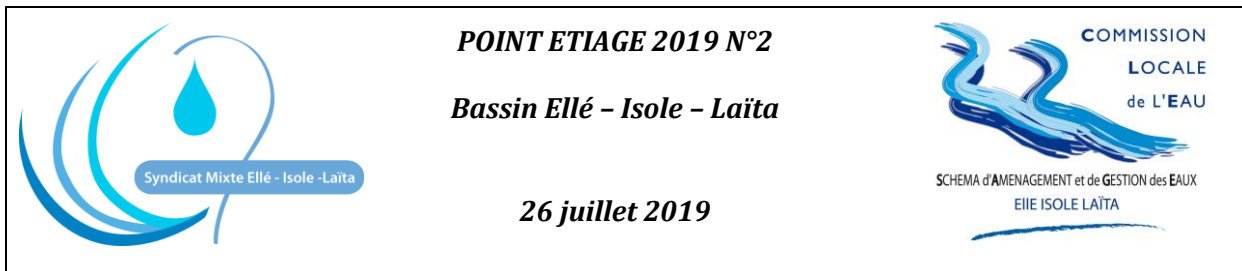 Syndicat Mixte Ellé - Isole -Laïta
POINT ETIAGE 2019 N°2
Bassin Ellé – Isole – Laïta
26 juillet 2019
COMMISSION
LOCALE
de L'EAU
SCHEMA d'AMENAGEMENT et de GESTION des EAUX
EllE ISOLE LAÏTA